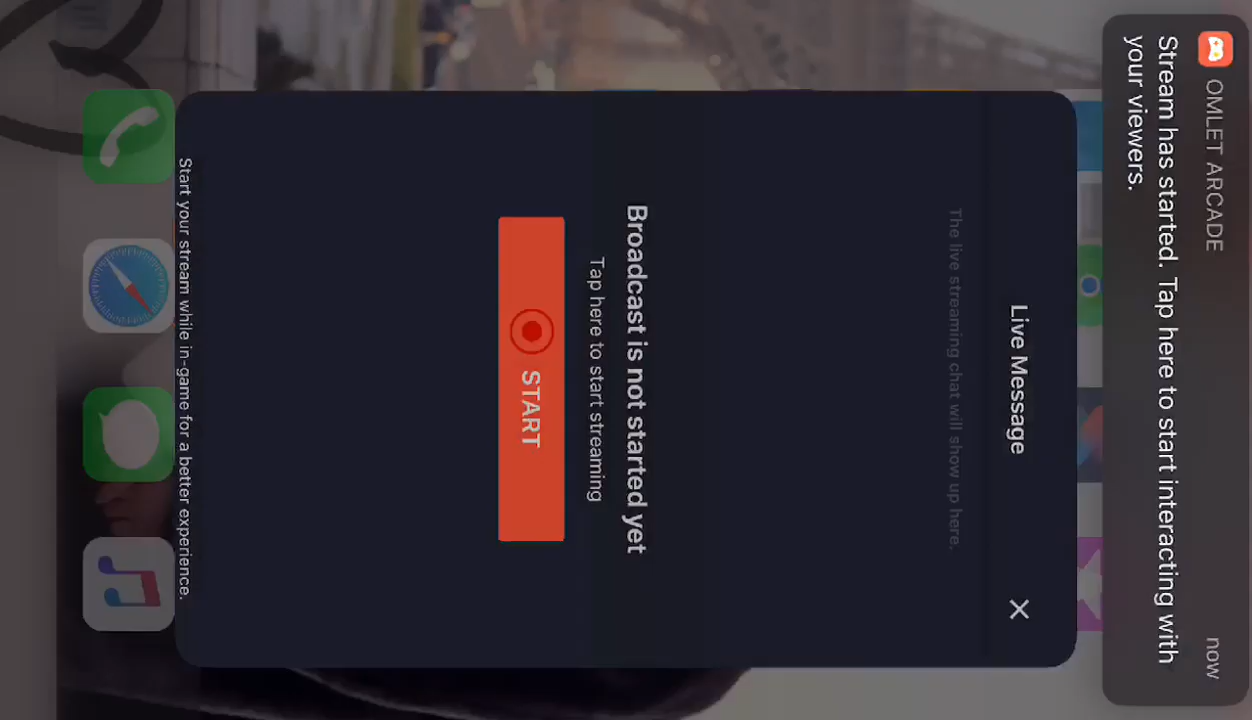 OMLET ARCADE
now
Stream has started. Tap here to start interacting with
your viewers.
Live Message
The live streaming chat will show up here.
Broadcast is not started yet
Tap here to start streaming
START
Start your stream while in-game for a better experience.